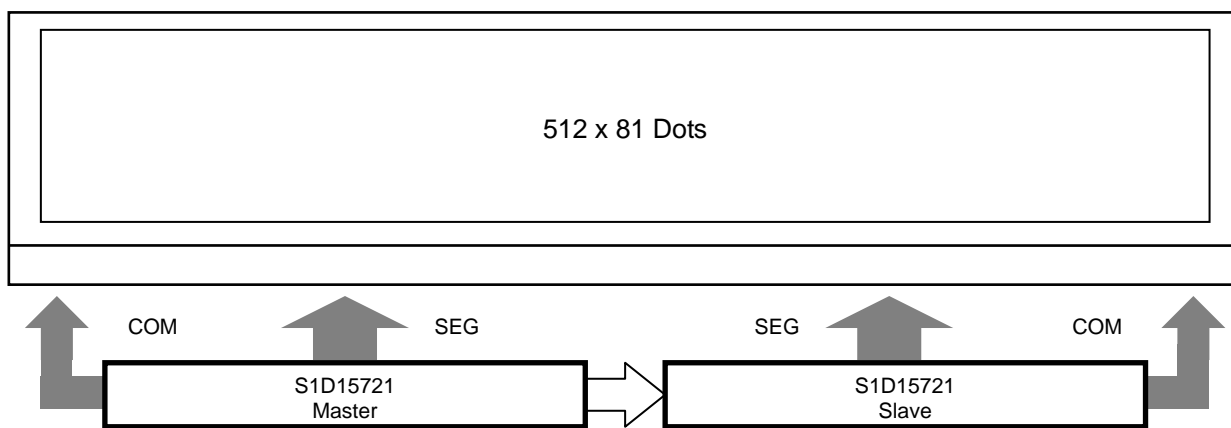 512 x 81 Dots
COM
SEG
SEG
COM
S1D15721
Master
S1D15721
Slave